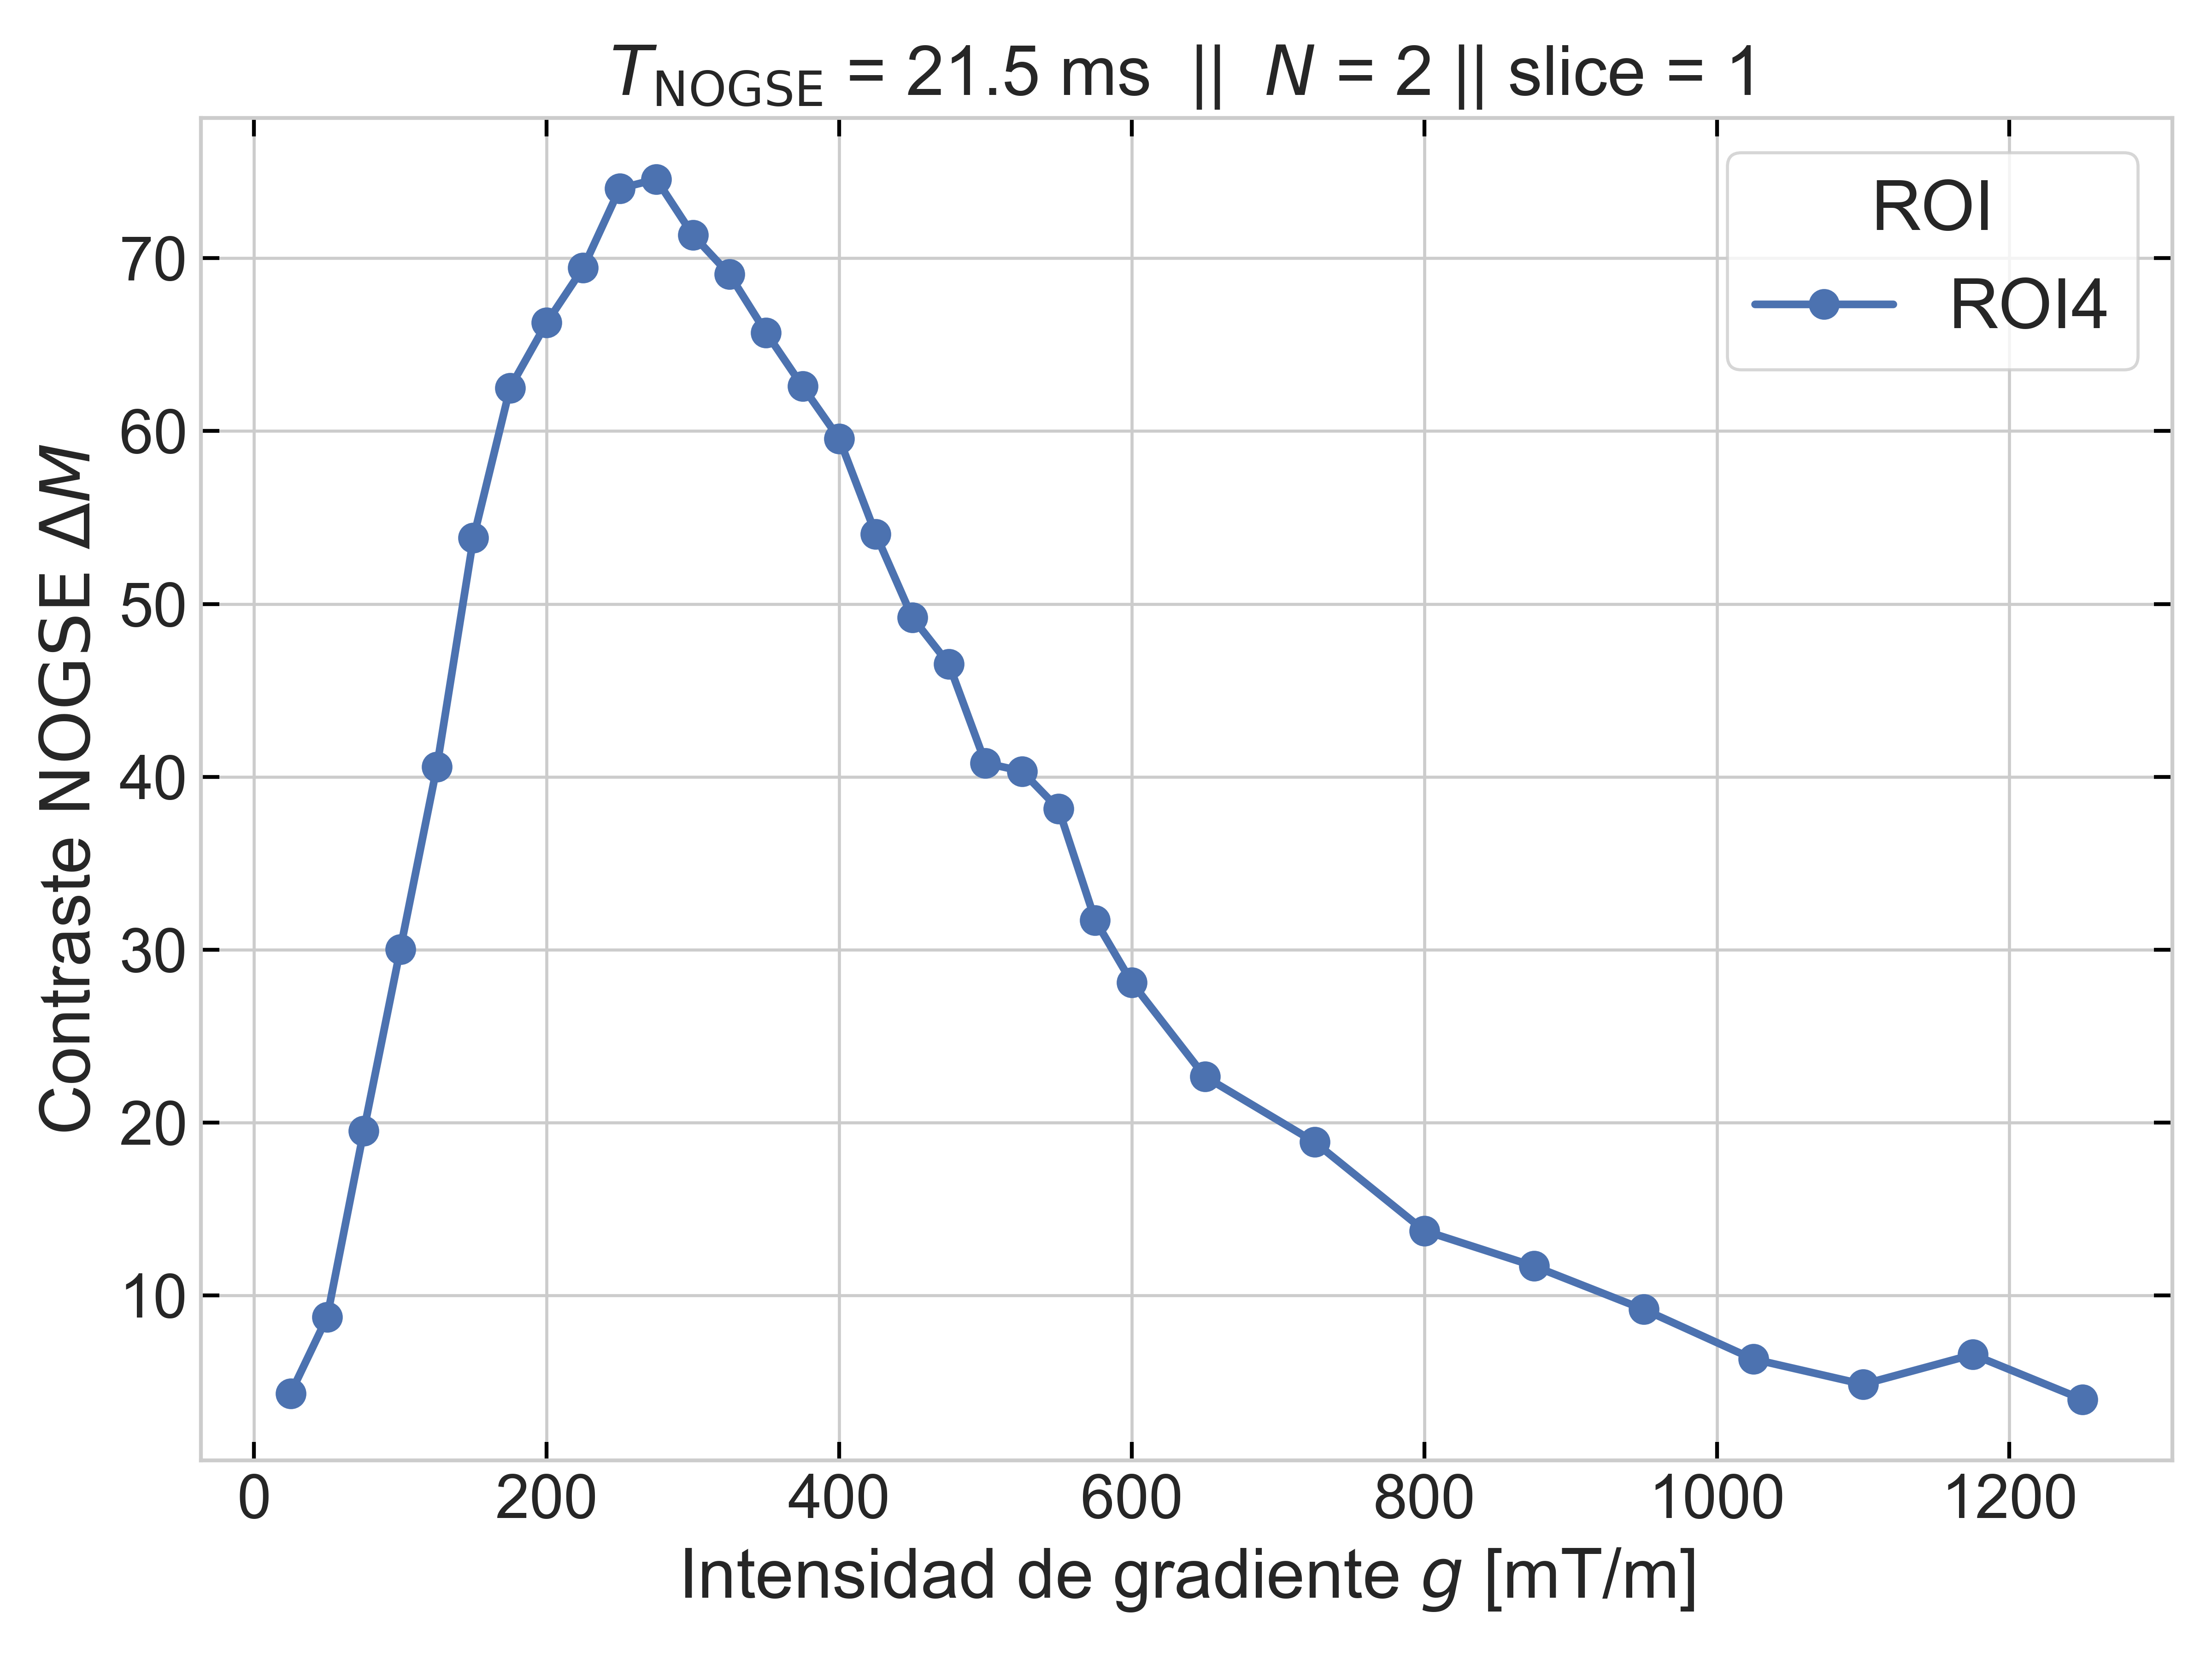 T_NOGSE = 21.5 ms || N = 2 || slice = 1
ROI
ROI4
Contraste NOGSE ΔM
70
60
50
40
30
20
10
0 200 400 600 800 1000 1200
Intensidad de gradiente g [mT/m]